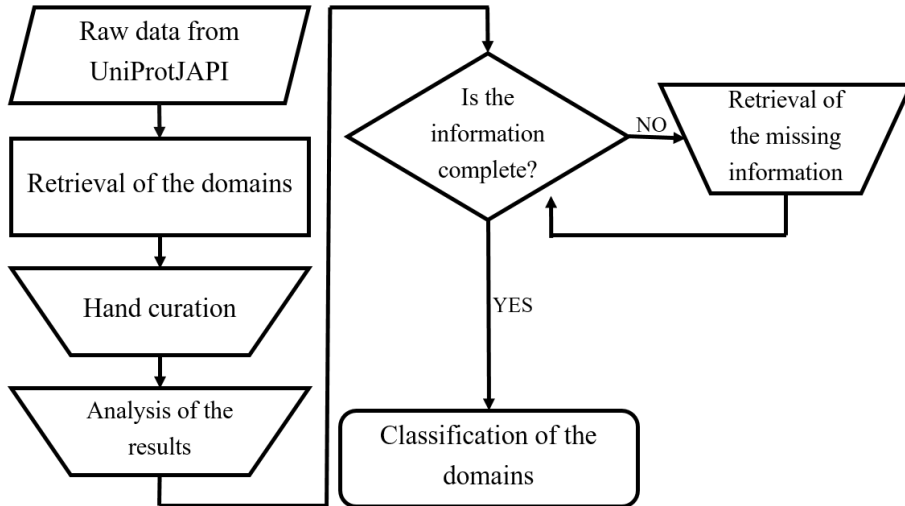 Raw data from
UniProtJAPI
Retrieval of the domains
Hand curation
Analysis of the
results
Is the
information
complete?
NO
Retrieval of
the missing
information
YES
Classification of the
domains